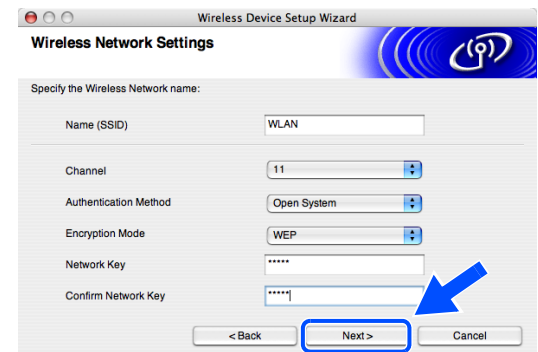 Wireless Device Setup Wizard
Wireless Network Settings
Specify the Wireless Network name:
Name (SSID) WLAN
Channel 11
Authentication Method Open System
Encryption Mode WEP
Network Key *****
Confirm Network Key *****
< Back Next > Cancel